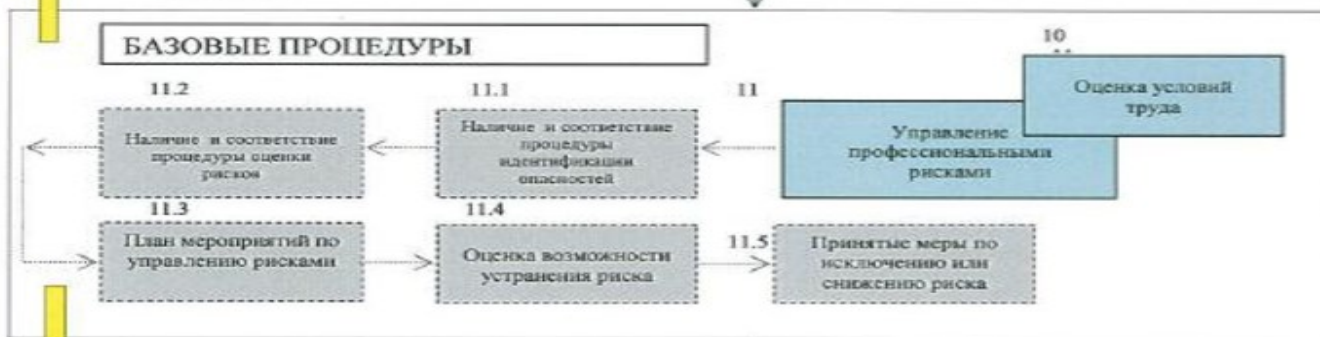 БАЗОВЫЕ ПРОЦЕДУРЫ
10
Оценка условий
труда
11
Управление
профессиональными
рисками
11.1
Наличие и соответствие
процедуры
идентификации
опасностей
11.2
Наличие и соответствие
процедуры оценки
рисков
11.3
План мероприятий по
управлению рисками
11.4
Оценка возможности
устранения риска
11.5
Принятые меры по
исключению или
снижению риска